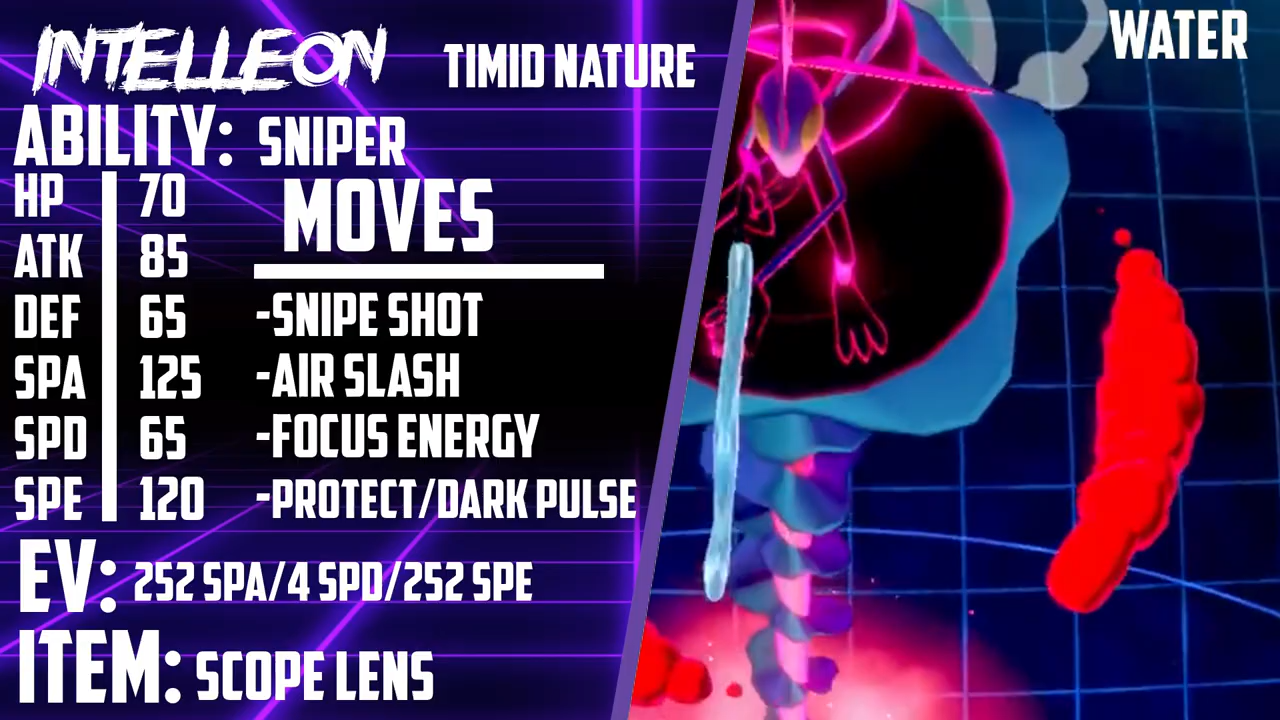 INTELLEON
TIMID NATURE
WATER
ABILITY: SNIPER
HP 70
ATK 85
DEF 65
SPA 125
SPD 65
SPE 120
MOVES
-SNIPE SHOT
-AIR SLASH
-FOCUS ENERGY
-PROTECT/DARK PULSE
EV: 252 SPA/4 SPD/252 SPE
ITEM: SCOPE LENS